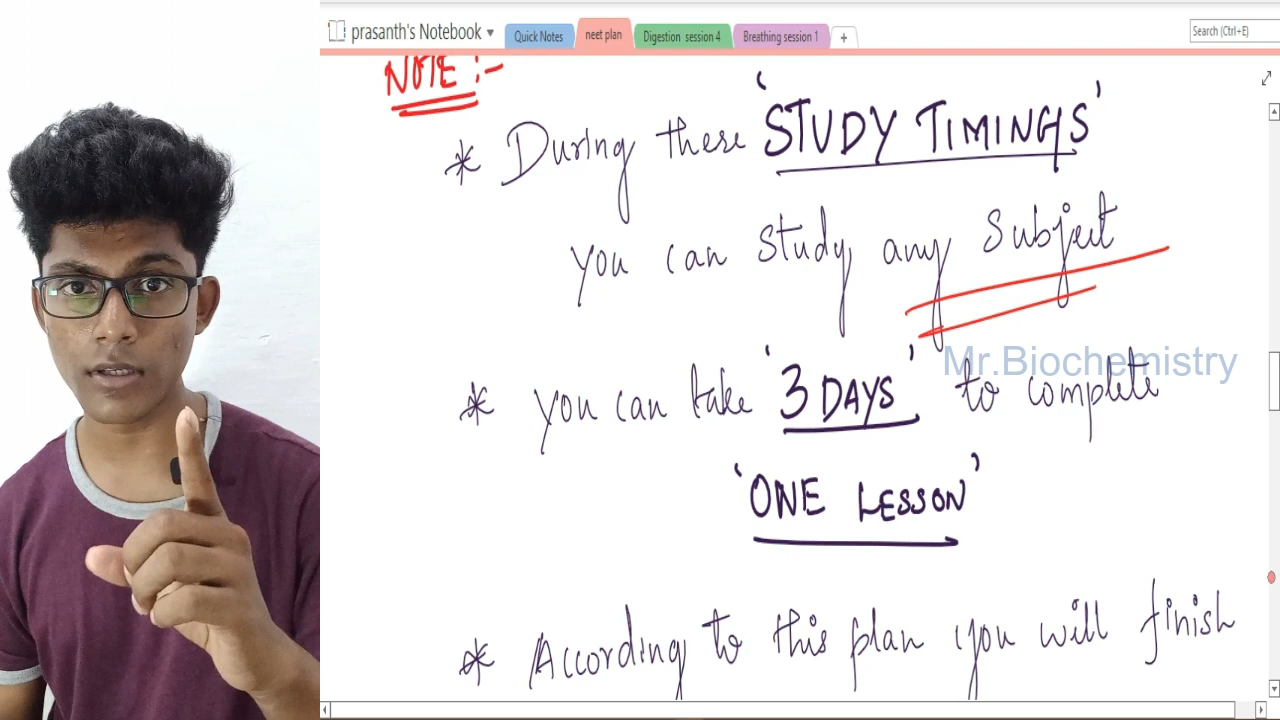 prasanth's Notebook
Quick Notes
neet plan
Digestion session 4
Breathing session 1
+
Search (Ctrl+E)
NOTE :-
* During these 'STUDY TIMINGS'
you can study any subject
Mr.Biochemistry
* you can take '3 DAYS' to complete
'ONE LESSON'
* According to this plan you will finish